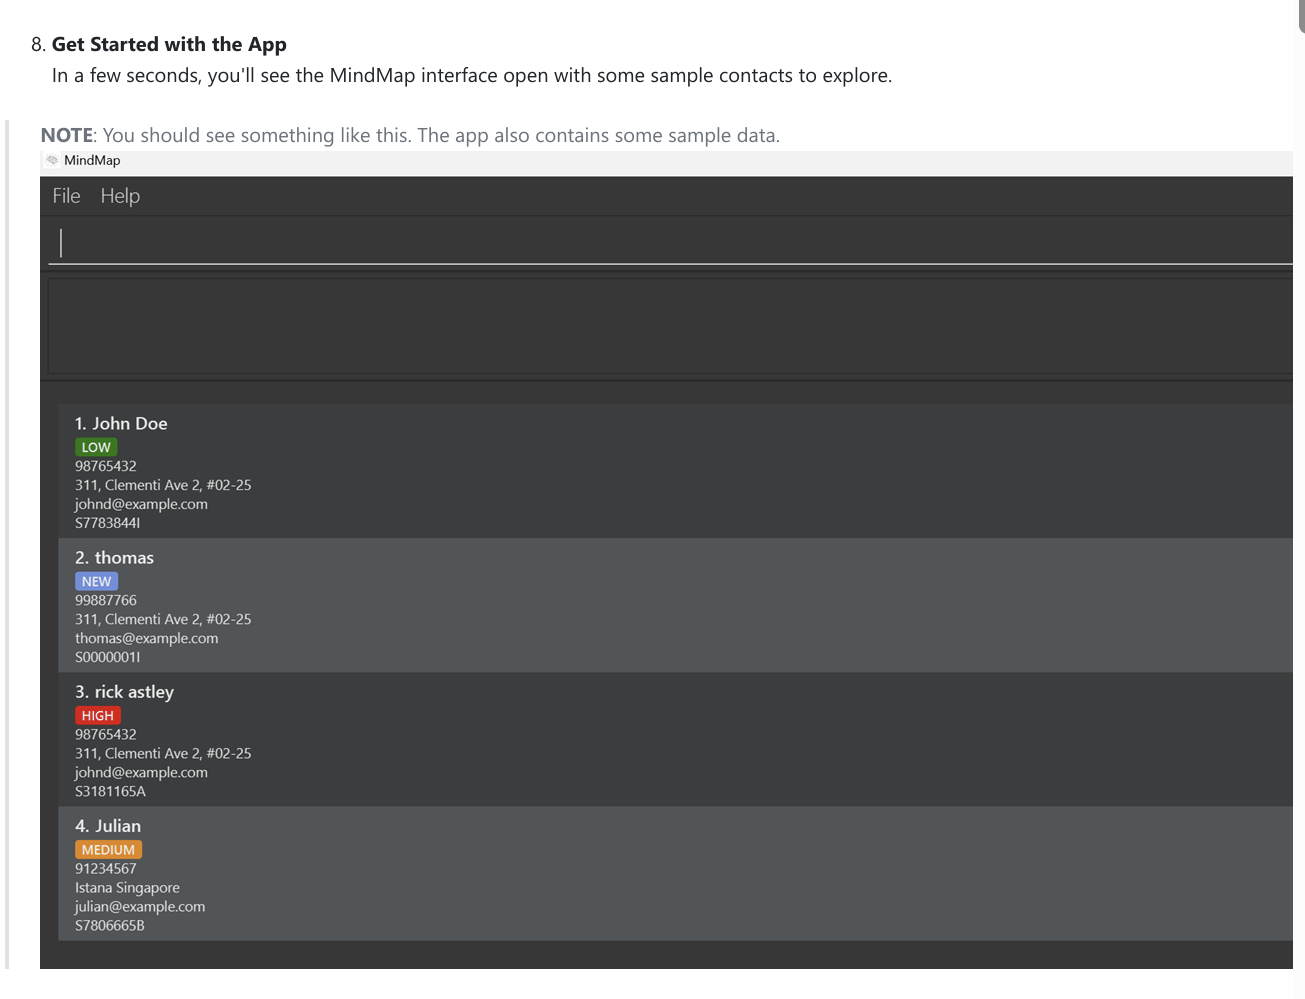 8. Get Started with the App
In a few seconds, you'll see the MindMap interface open with some sample contacts to explore.
NOTE: You should see something like this. The app also contains some sample data.
MindMap
File Help
1. John Doe
LOW
98765432
311, Clementi Ave 2, #02-25
johnd@example.com
S7783844I
2. thomas
NEW
99887766
311, Clementi Ave 2, #02-25
thomas@example.com
S0000001I
3. rick astley
HIGH
98765432
311, Clementi Ave 2, #02-25
johnd@example.com
S3181165A
4. Julian
MEDIUM
91234567
Istana Singapore
julian@example.com
S7806665B